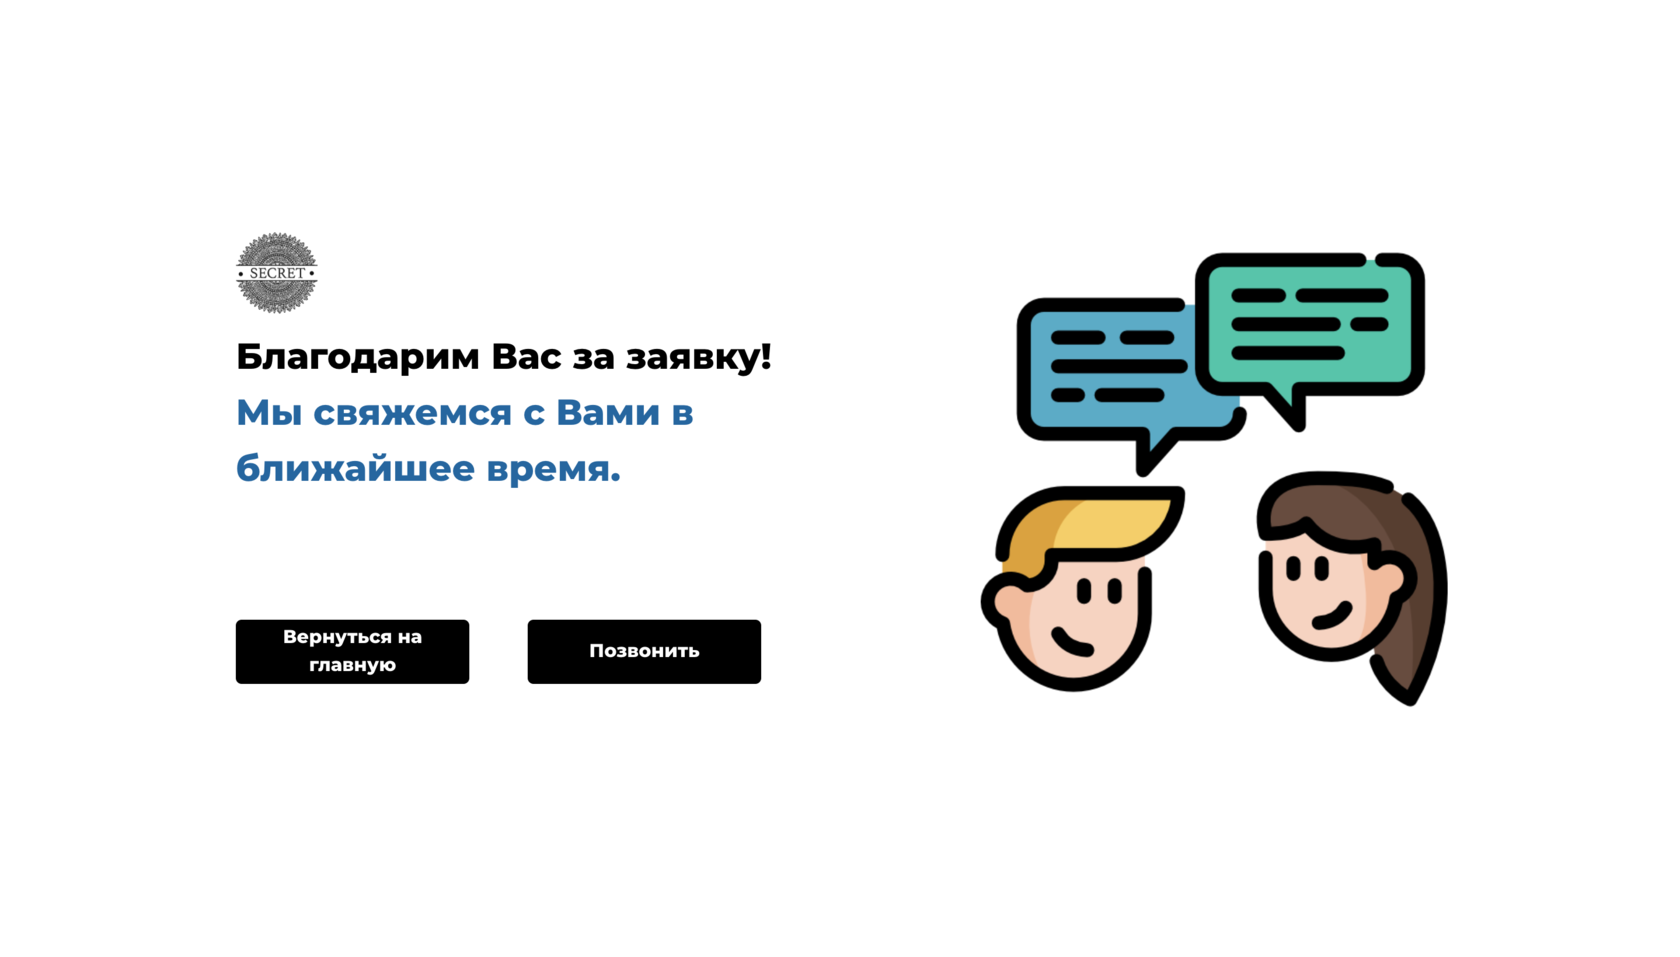 • SECRET •
Благодарим Вас за заявку!
Мы свяжемся с Вами в
ближайшее время.
Вернуться на
главную
Позвонить